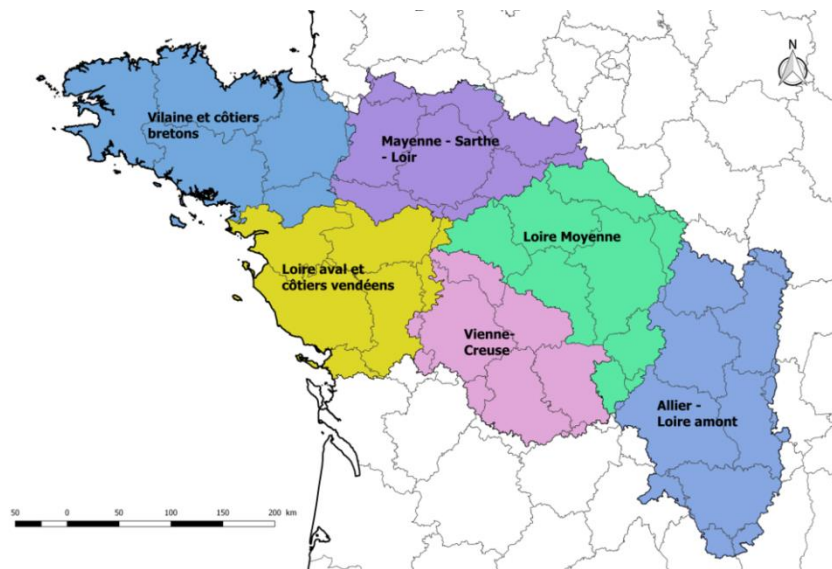 N
Vilaine et côtiers
bretons
Mayenne - Sarthe
- Loir
Loire Moyenne
Loire aval et
côtiers vendéens
Vienne-
Creuse
Allier -
Loire amont
50 0 50 100 150 200 km